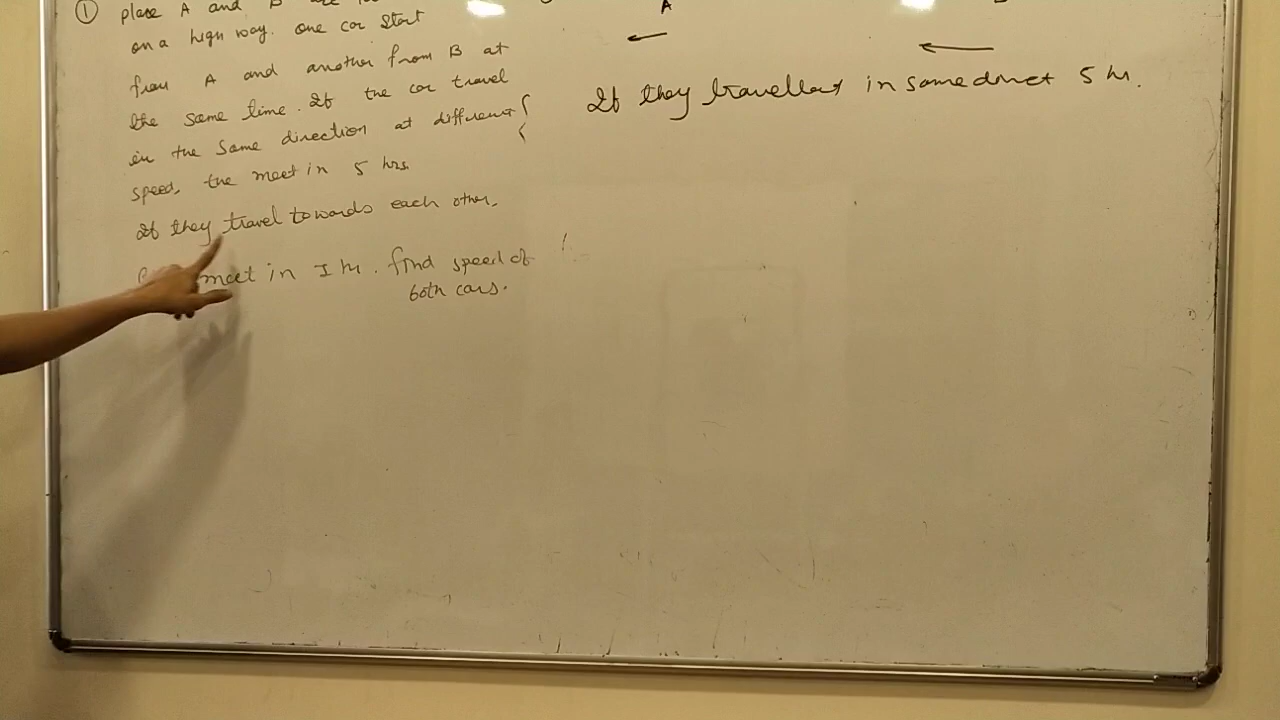 ① place A and B are
on a high way. one car start
from A and another from B at
the same time. If the car travel
in the same direction at different
speed, the meet in 5 hrs.
If they travel towards each other,
meet in 1 hr. find speed of
both cars.
A
If they travellers in same direct 5 hr.